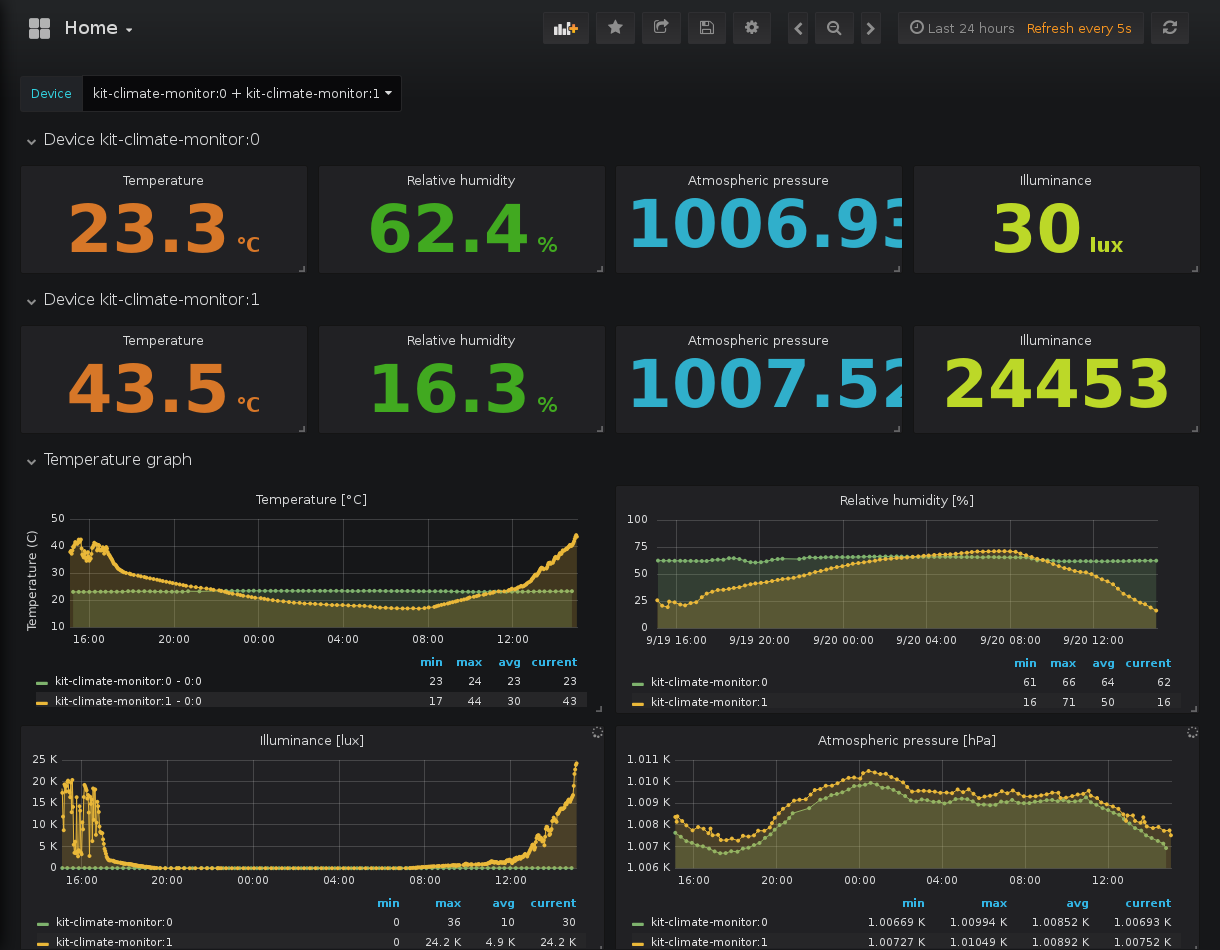 Home
Last 24 hours Refresh every 5s
Device kit-climate-monitor:0 + kit-climate-monitor:1
Device kit-climate-monitor:0
Temperature Relative humidity Atmospheric pressure Illuminance
23.3 °C 62.4 % 1006.93 30 lux
Device kit-climate-monitor:1
Temperature Relative humidity Atmospheric pressure Illuminance
43.5 °C 16.3 % 1007.52 24453
Temperature graph
Temperature [°C]
Temperature (C)
50
40
30
20
10
16:00 20:00 00:00 04:00 08:00 12:00
min max avg current
kit-climate-monitor:0 - 0:0 23 24 23 23
kit-climate-monitor:1 - 0:0 17 44 30 43
Relative humidity [%]
100
75
50
25
0
9/19 16:00 9/19 20:00 9/20 00:00 9/20 04:00 9/20 08:00 9/20 12:00
min max avg current
kit-climate-monitor:0 61 66 64 62
kit-climate-monitor:1 16 71 50 16
Illuminance [lux]
25 K
20 K
15 K
10 K
5 K
0
16:00 20:00 00:00 04:00 08:00 12:00
min max avg current
kit-climate-monitor:0 0 36 10 30
kit-climate-monitor:1 0 24.2 K 4.9 K 24.2 K
Atmospheric pressure [hPa]
1.011 K
1.010 K
1.009 K
1.008 K
1.007 K
1.006 K
16:00 20:00 00:00 04:00 08:00 12:00
min max avg current
kit-climate-monitor:0 1.00669 K 1.00994 K 1.00852 K 1.00693 K
kit-climate-monitor:1 1.00727 K 1.01049 K 1.00892 K 1.00752 K